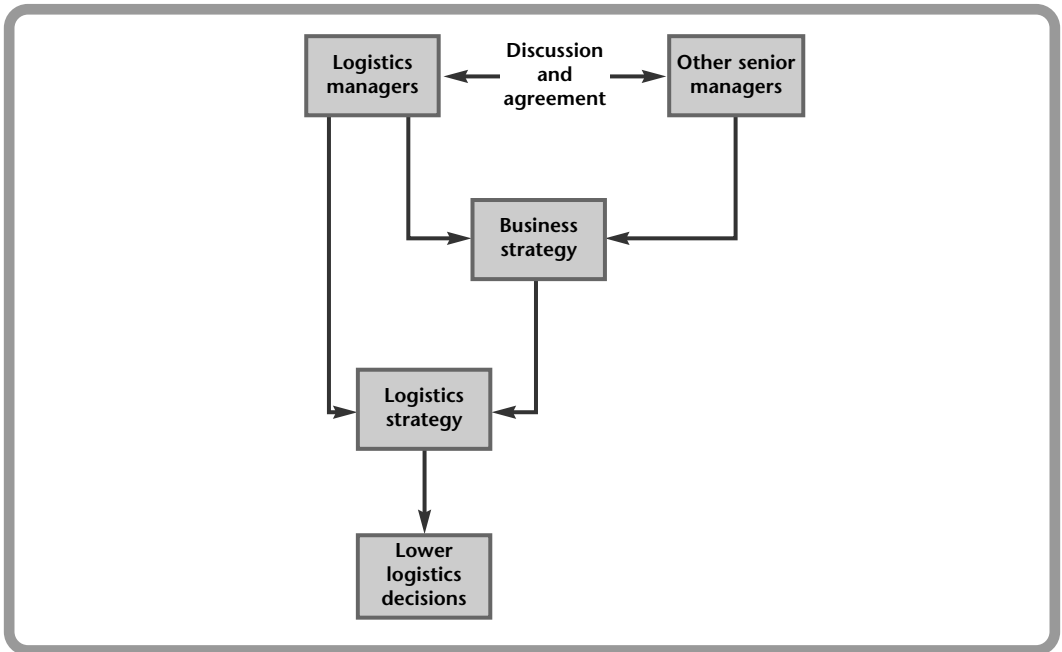 Logistics
managers
Discussion
and
agreement
Other senior
managers
Business
strategy
Logistics
strategy
Lower
logistics
decisions